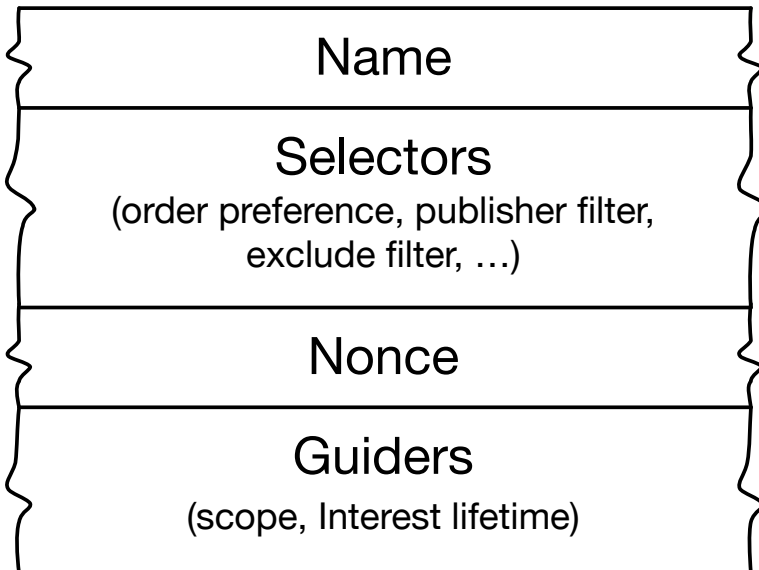 Name
Selectors
(order preference, publisher filter,
exclude filter, …)
Nonce
Guiders
(scope, Interest lifetime)